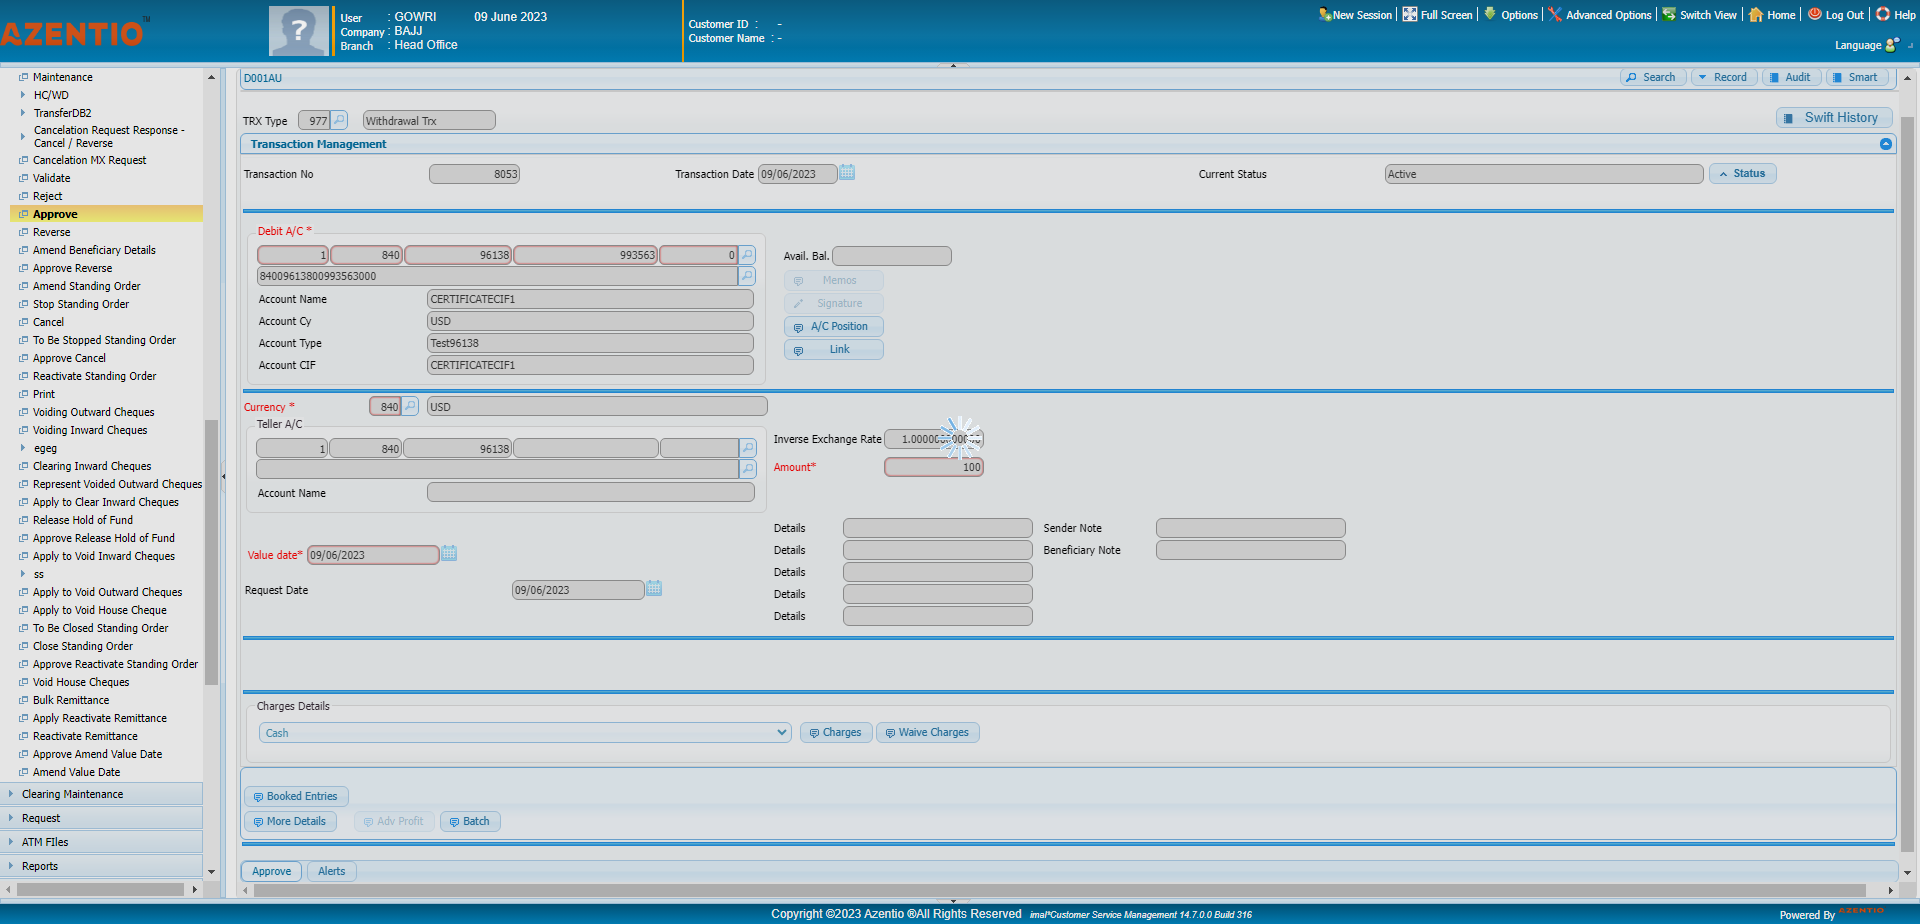 AZENTIO™
User : GOWRI 09 June 2023
Company : BAJJ
Branch : Head Office
Customer ID : -
Customer Name : -
New Session Full Screen Options Advanced Options Switch View Home Log Out Help
Language
Maintenance
HC/WD
TransferDB2
Cancelation Request Response -
Cancel / Reverse
Cancelation MX Request
Validate
Reject
Approve
Reverse
Amend Beneficiary Details
Approve Reverse
Amend Standing Order
Stop Standing Order
Cancel
To Be Stopped Standing Order
Approve Cancel
Reactivate Standing Order
Print
Voiding Outward Cheques
Voiding Inward Cheques
egeg
Clearing Inward Cheques
Represent Voided Outward Cheques
Apply to Clear Inward Cheques
Release Hold of Fund
Approve Release Hold of Fund
Apply to Void Inward Cheques
ss
Apply to Void Outward Cheques
Apply to Void House Cheque
To Be Closed Standing Order
Close Standing Order
Approve Reactivate Standing Order
Void House Cheques
Bulk Remittance
Apply Reactivate Remittance
Reactivate Remittance
Approve Amend Value Date
Amend Value Date
Clearing Maintenance
Request
ATM FIles
Reports
D001AU
Search Record Audit Smart
TRX Type 977 Withdrawal Trx
Swift History
Transaction Management
Transaction No 8053 Transaction Date 09/06/2023 Current Status Active Status
Debit A/C *
1 840 96138 993563 0 Avail. Bal.
84009613800993563000 Memos
Account Name CERTIFICATECIF1 Signature
Account Cy USD A/C Position
Account Type Test96138 Link
Account CIF CERTIFICATECIF1
Currency * 840 USD
Teller A/C
1 840 96138
Account Name
Inverse Exchange Rate
Amount* 100
Value date* 09/06/2023
Request Date 09/06/2023
Details Sender Note
Details Beneficiary Note
Details
Details
Details
Charges Details
Cash Charges Waive Charges
Booked Entries
More Details Adv Profit Batch
Approve Alerts
Copyright ©2023 Azentio ®All Rights Reserved imal*Customer Service Management 14.7.0.0 Build 316
Powered By AZENTIO